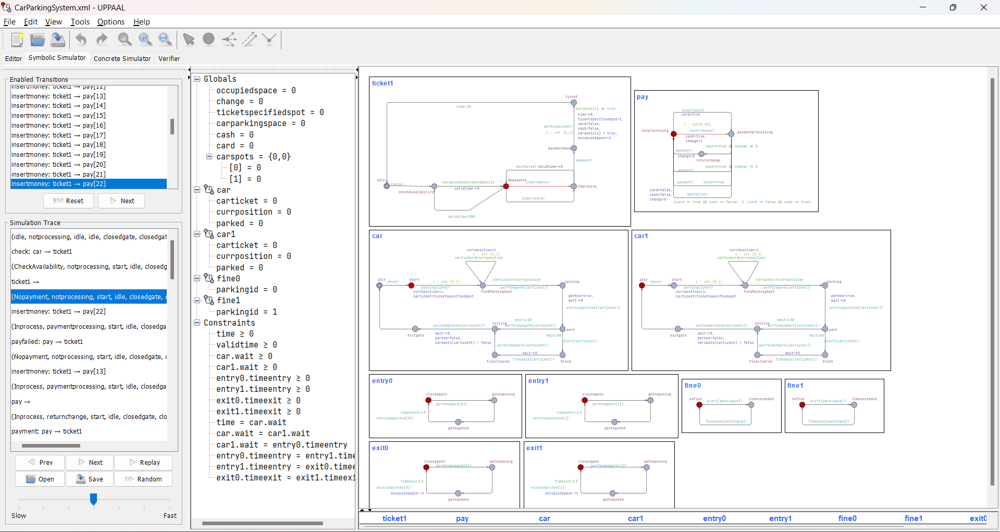 CarParkingSystem.xml - UPPAAL
File Edit View Tools Options Help
Editor Symbolic Simulator Concrete Simulator Verifier
Enabled Transitions
insertmoney: ticket1 → pay[12]
insertmoney: ticket1 → pay[13]
insertmoney: ticket1 → pay[14]
insertmoney: ticket1 → pay[15]
insertmoney: ticket1 → pay[16]
insertmoney: ticket1 → pay[17]
insertmoney: ticket1 → pay[18]
insertmoney: ticket1 → pay[19]
insertmoney: ticket1 → pay[20]
insertmoney: ticket1 → pay[21]
insertmoney: ticket1 → pay[22]
Reset Next
Simulation Trace
(idle, notprocessing, idle, idle, closedgate, closedgat
check: car → ticket1
(CheckAvailability, notprocessing, start, idle, closedg
ticket1 →
(Nopayment, notprocessing, start, idle, closedgate, c
insertmoney: ticket1 → pay[22]
(Inprocess, paymentprocessing, start, idle, closedga
payfailed: pay → ticket1
(Nopayment, notprocessing, start, idle, closedgate, c
insertmoney: ticket1 → pay[13]
(Inprocess, paymentprocessing, start, idle, closedga
pay →
(Inprocess, returnchange, start, idle, closedgate, clo
payment: pay → ticket1
Prev Next Replay
Open Save Random
Slow Fast
Globals
occupiedspace = 0
change = 0
ticketspecifiedspot = 0
carparkingspace = 0
cash = 0
card = 0
carspots = {0,0}
[0] = 0
[1] = 0
car
carticket = 0
currposition = 0
parked = 0
car1
carticket = 0
currposition = 0
parked = 0
fine0
parkingid = 0
fine1
parkingid = 1
Constraints
time ≥ 0
validtime ≥ 0
car.wait ≥ 0
car1.wait ≥ 0
entry0.timeentry ≥ 0
entry1.timeentry ≥ 0
exit0.timeexit ≥ 0
exit1.timeexit ≥ 0
time = car.wait
car.wait = car1.wait
car1.wait = entry0.timeentry
entry0.timeentry = entry1.time
entry1.timeentry = exit0.time
exit0.timeexit = exit1.timeexi
ticket1
ticket
time>10
carspots[i] ≠ true
time:=0,
ticketspecifiedspot=i,
card=false,
cash=false,
carspots[i] = true,
occupiedspace+=1
parkingticket!
i : int [0,1]
paymentdone
payment?
payfailed? validtime:=0
idle
check?
CheckAvailability
occupiedspace<maxcapacity
validtime:=0
Nopayment
insertmoney!
Inprocess
insertcard!
validtime>300
pay
insertcard?
card=true
i : int[0,50]
notprocessing
insertmoney?
paymentprocessing
cash=true,
change=i
cash==true && change ≠ 0
payment!
change=0
returnchange
cash==true && change == 0
payment!
payment! card==true
card=false,
cash=false,
change=0
payfailed!
(card == true && cash == false) || (card == false && cash == true)
car
currposition=i
i : int [0,1]
carticket≠currposition
idle
check!
start
i : int [0,1]
parkingticket?
currposition=i,
carticket=ticketspecifiedspot
findParkingSpot
carticket==currposition
performpark[carticket]!
parking
parked=true,
wait:=0
entrycompleted[carticket]?
wait≤60
exiting
performunpark[carticket]!
park
exitcompleted[carticket]?
exitgate
wait:=0,
parked=false,
carspots[carticket] = false
wait>60
alert[carticket]!
performunpark[carticket]!
wait:=0
finecleared
finepaid[carticket]?
block
car1
currposition=i
i : int [0,1]
carticket≠currposition
idle
check!
start
i : int [0,1]
parkingticket?
currposition=i,
carticket=ticketspecifiedspot
findParkingSpot
carticket==currposition
performpark[carticket]!
parking
parked=true,
wait:=0
entrycompleted[carticket]?
wait≤60
exiting
performunpark[carticket]!
park
exitcompleted[carticket]?
exitgate
wait:=0,
parked=false,
carspots[carticket] = false
wait>60
alert[carticket]!
performunpark[carticket]!
wait:=0
finecleared
finepaid[carticket]?
block
entry0
closedgate
gateopening
performpark[0]?
timeentry≥5
entrycompleted[0]!
gateopened
entry1
closedgate
gateopening
performpark[1]?
timeentry≥5
entrycompleted[1]!
gateopened
fine0
nofine
alert[parkingid]?
timeexceeded
finepaid[parkingid]!
fine1
nofine
alert[parkingid]?
timeexceeded
finepaid[parkingid]!
exit0
closedgate
gateopening
performunpark[0]?
timeexit≥5
exitcompleted[0]!
occupiedspace-=1
gateopened
exit1
closedgate
gateopening
performunpark[1]?
timeexit≥5
exitcompleted[1]!
occupiedspace-=1
gateopened
ticket1 pay car car1 entry0 entry1 fine0 fine1 exit0